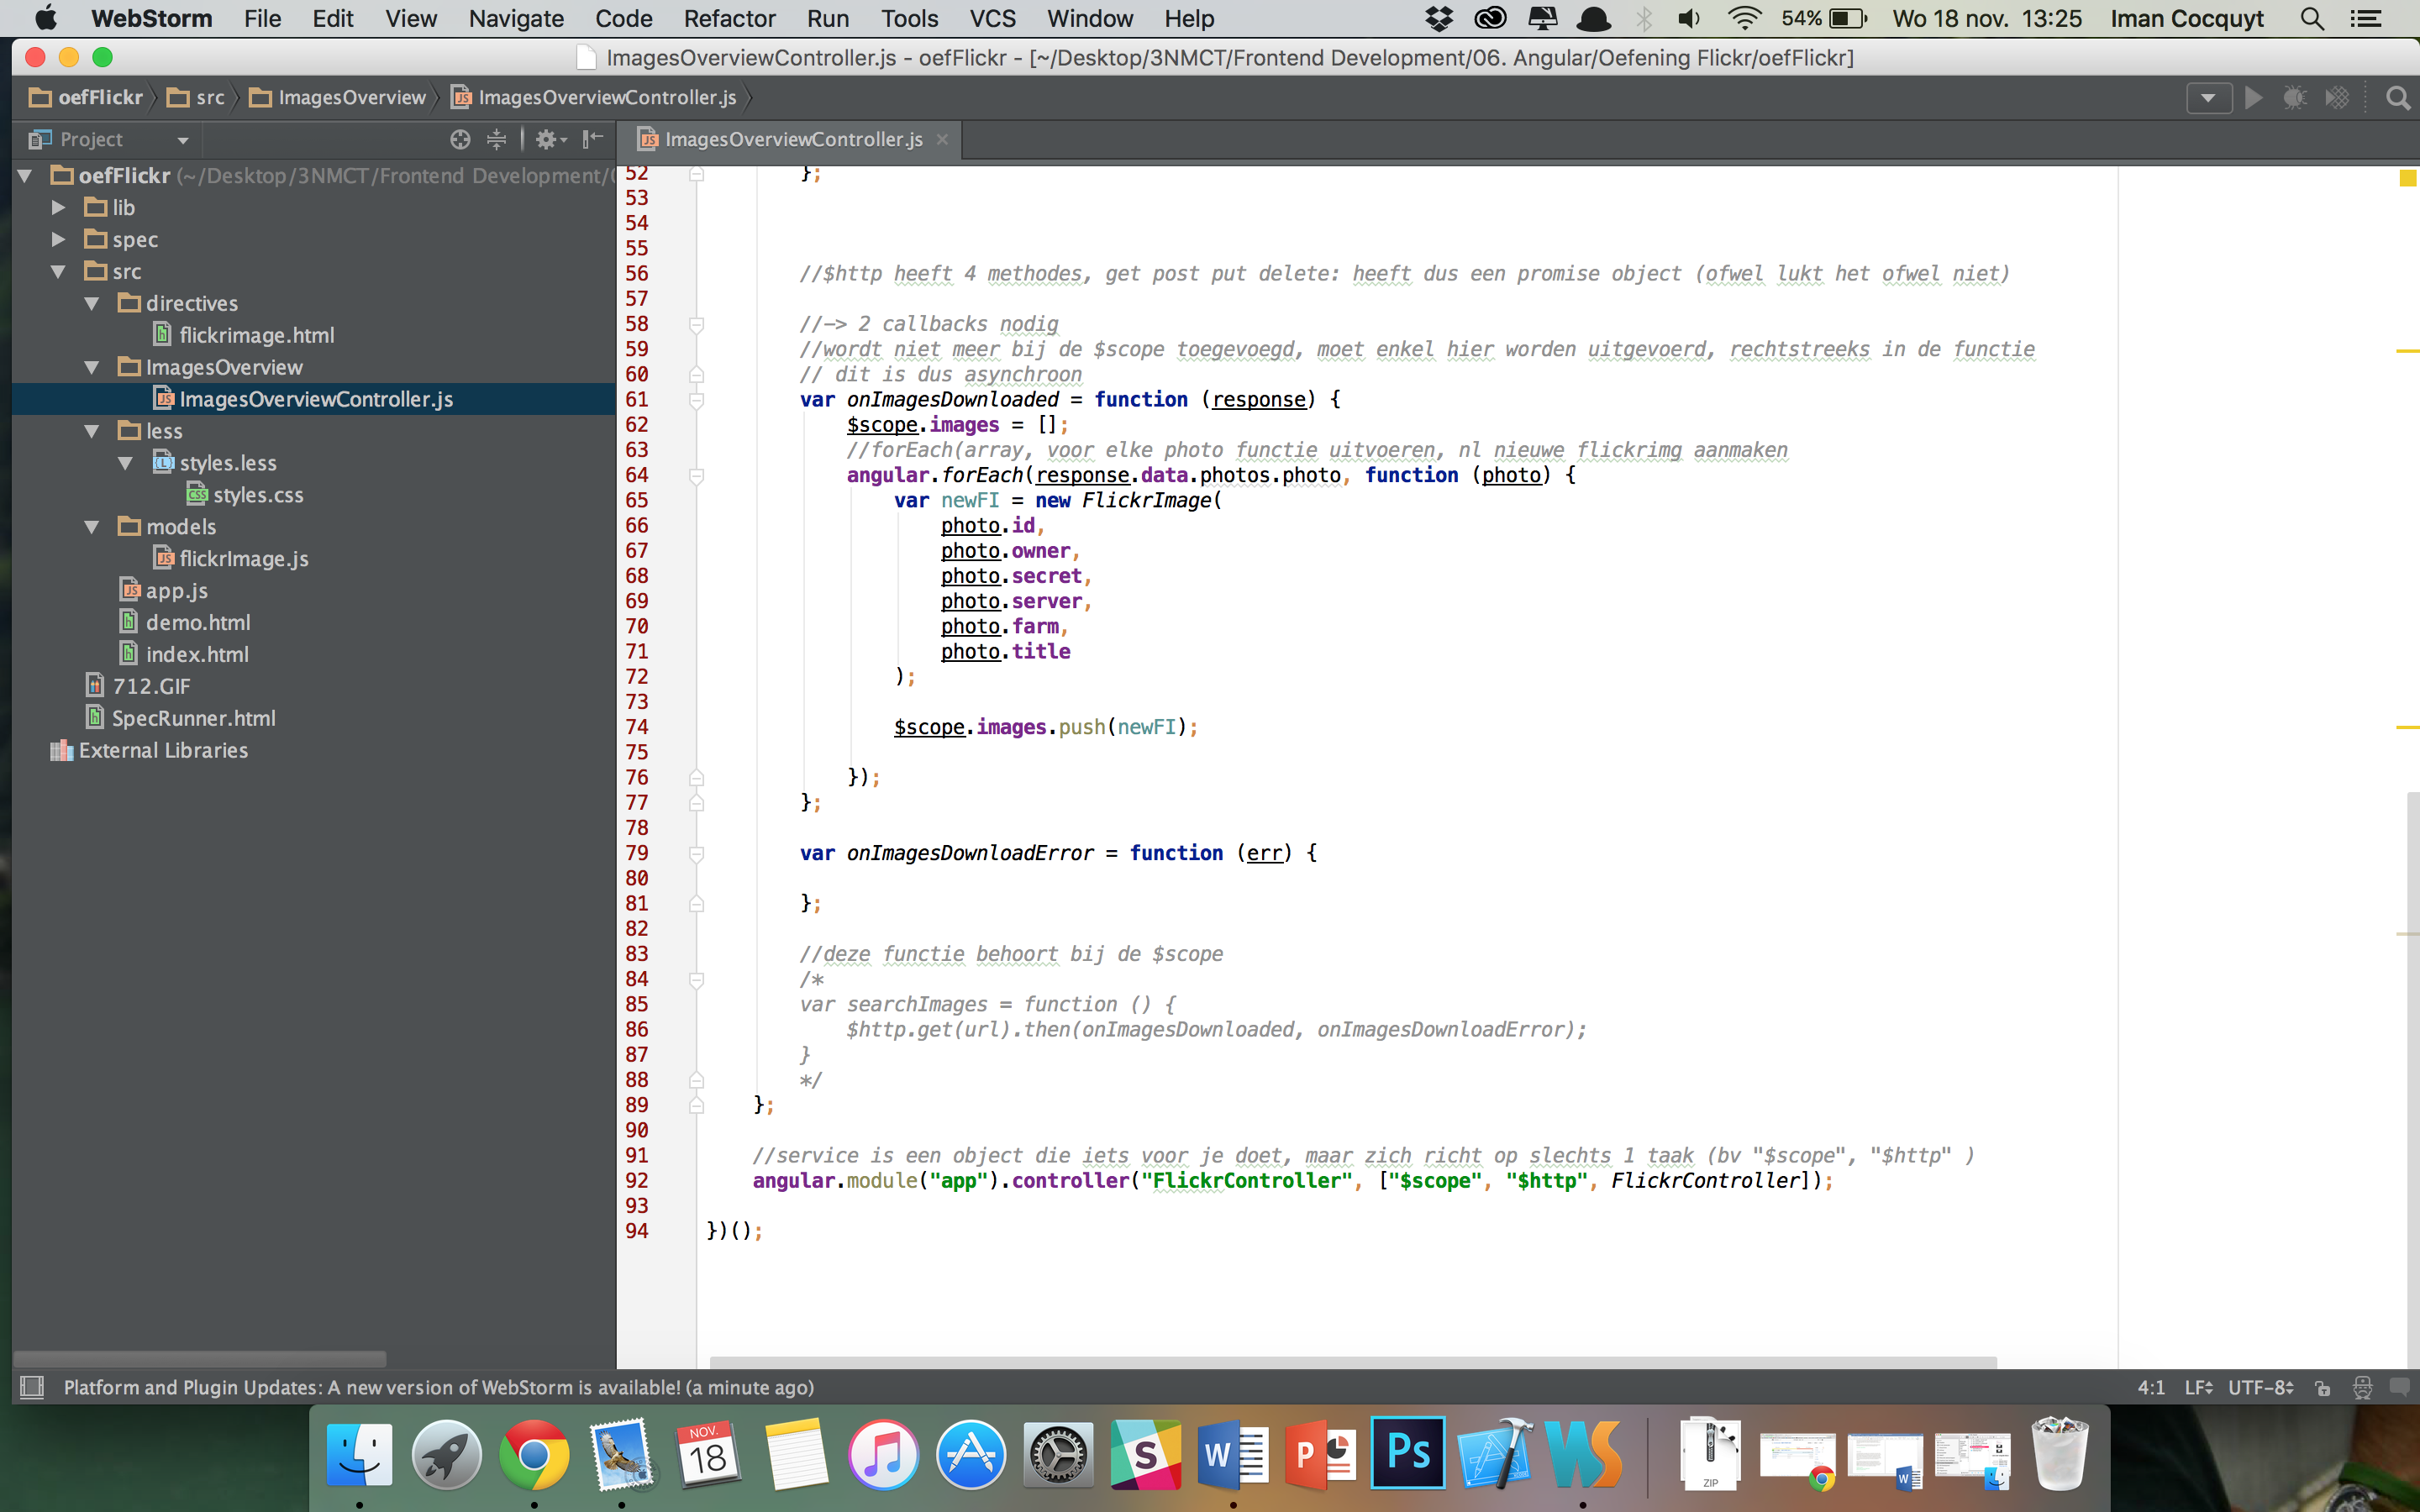 WebStorm File Edit View Navigate Code Refactor Run Tools VCS Window Help 54% Wo 18 nov. 13:25 Iman Cocquyt
ImagesOverviewController.js - oefFlickr - [~/Desktop/3NMCT/Frontend Development/06. Angular/Oefening Flickr/oefFlickr]
oefFlickr src ImagesOverview ImagesOverviewController.js
Project
ImagesOverviewController.js
oefFlickr (~/Desktop/3NMCT/Frontend Development/
lib
spec
src
directives
flickrimage.html
ImagesOverview
ImagesOverviewController.js
less
styles.less
styles.css
models
flickrImage.js
app.js
demo.html
index.html
712.GIF
SpecRunner.html
External Libraries
52 };
53
54
55
56 //$http heeft 4 methodes, get post put delete: heeft dus een promise object (ofwel lukt het ofwel niet)
57
58 //-> 2 callbacks nodig
59 //wordt niet meer bij de $scope toegevoegd, moet enkel hier worden uitgevoerd, rechtstreeks in de functie
60 // dit is dus asynchroon
61 var onImagesDownloaded = function (response) {
62 $scope.images = [];
63 //forEach(array, voor elke photo functie uitvoeren, nl nieuwe flickrimg aanmaken
64 angular.forEach(response.data.photos.photo, function (photo) {
65 var newFI = new FlickrImage(
66 photo.id,
67 photo.owner,
68 photo.secret,
69 photo.server,
70 photo.farm,
71 photo.title
72 );
73
74 $scope.images.push(newFI);
75
76 });
77 };
78
79 var onImagesDownloadError = function (err) {
80
81 };
82
83 //deze functie behoort bij de $scope
84 /*
85 var searchImages = function () {
86 $http.get(url).then(onImagesDownloaded, onImagesDownloadError);
87 }
88 */
89 };
90
91 //service is een object die iets voor je doet, maar zich richt op slechts 1 taak (bv "$scope", "$http" )
92 angular.module("app").controller("FlickrController", ["$scope", "$http", FlickrController]);
93
94 })();
Platform and Plugin Updates: A new version of WebStorm is available! (a minute ago) 4:1 LF UTF-8
NOV.
18
S
W
P
Ps
WS
ZIP
W